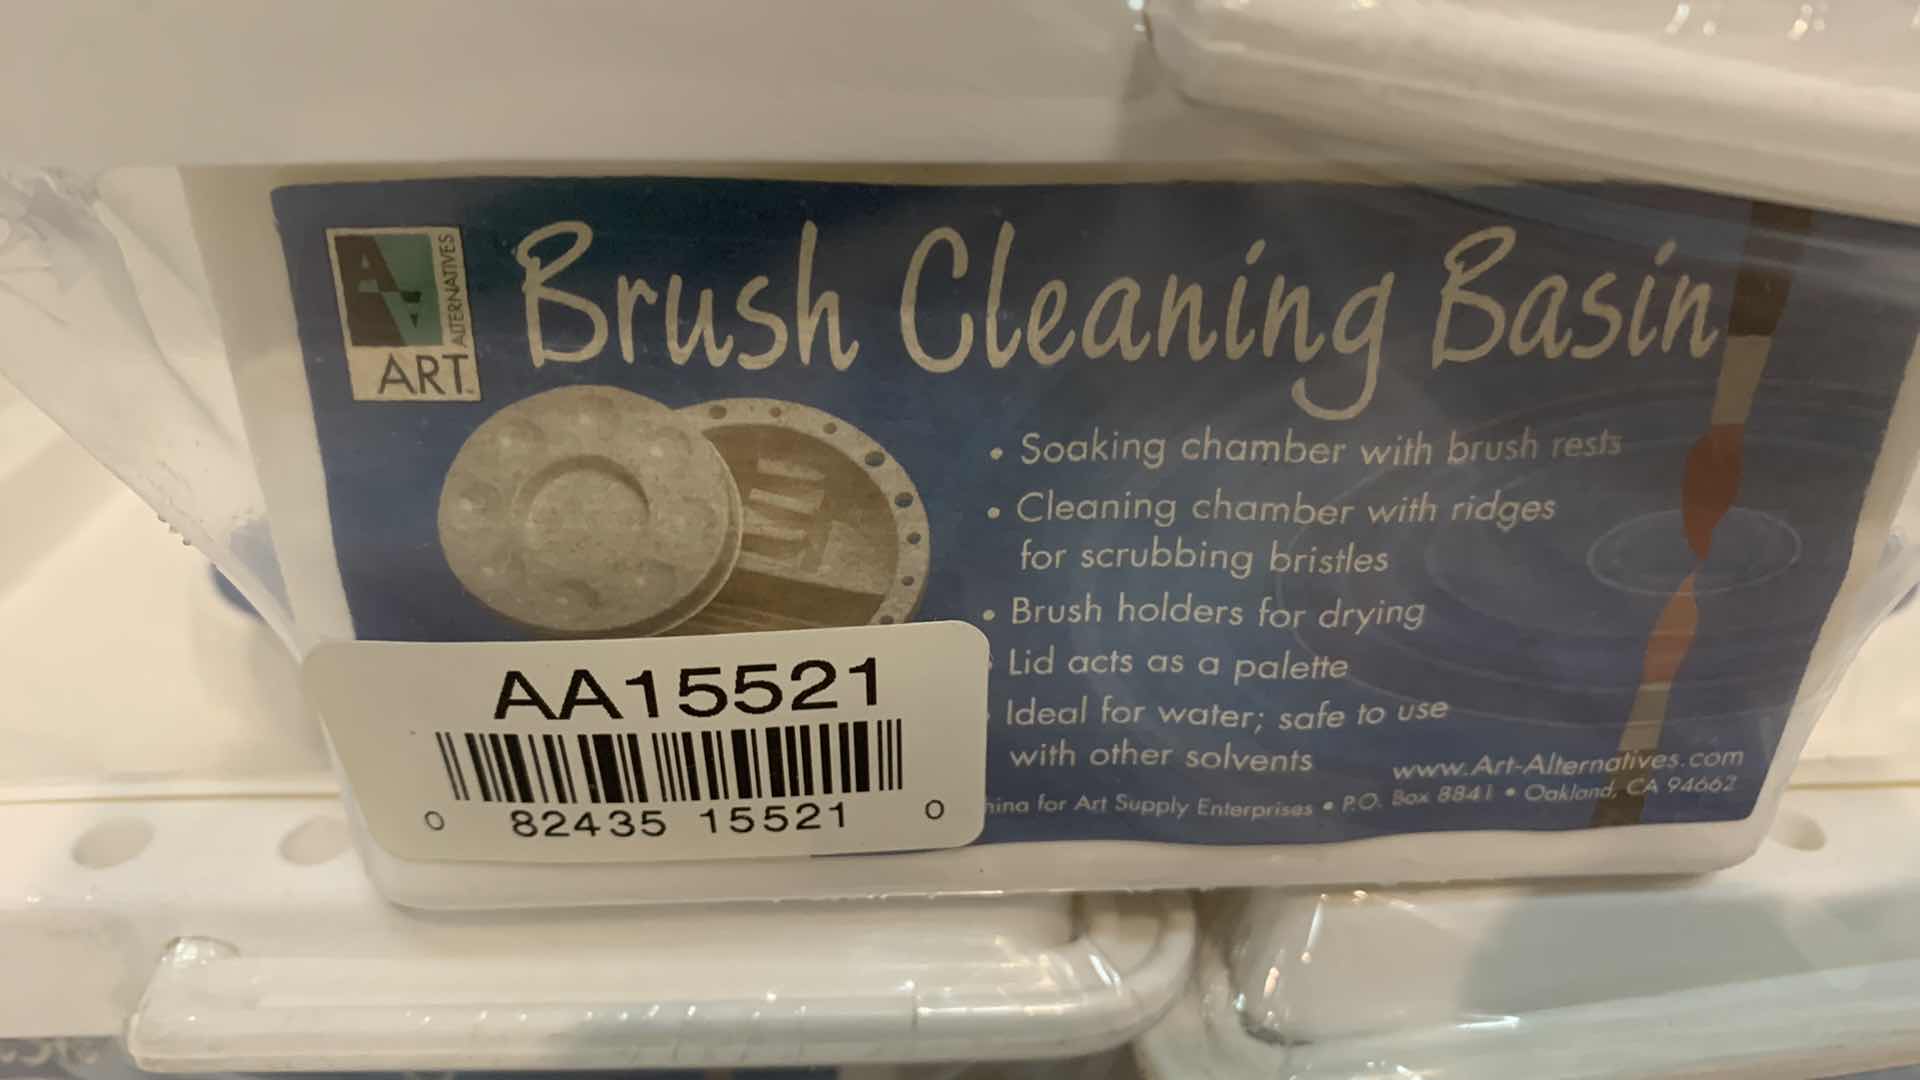 ART ALTERNATIVES
Brush Cleaning Basin
• Soaking chamber with brush rests
• Cleaning chamber with ridges
for scrubbing bristles
• Brush holders for drying
Lid acts as a palette
Ideal for water; safe to use
with other solvents
www.Art-Alternatives.com
for Art Supply Enterprises • P.O. Box 8841 • Oakland, CA 94662
AA15521
0 82435 15521 0